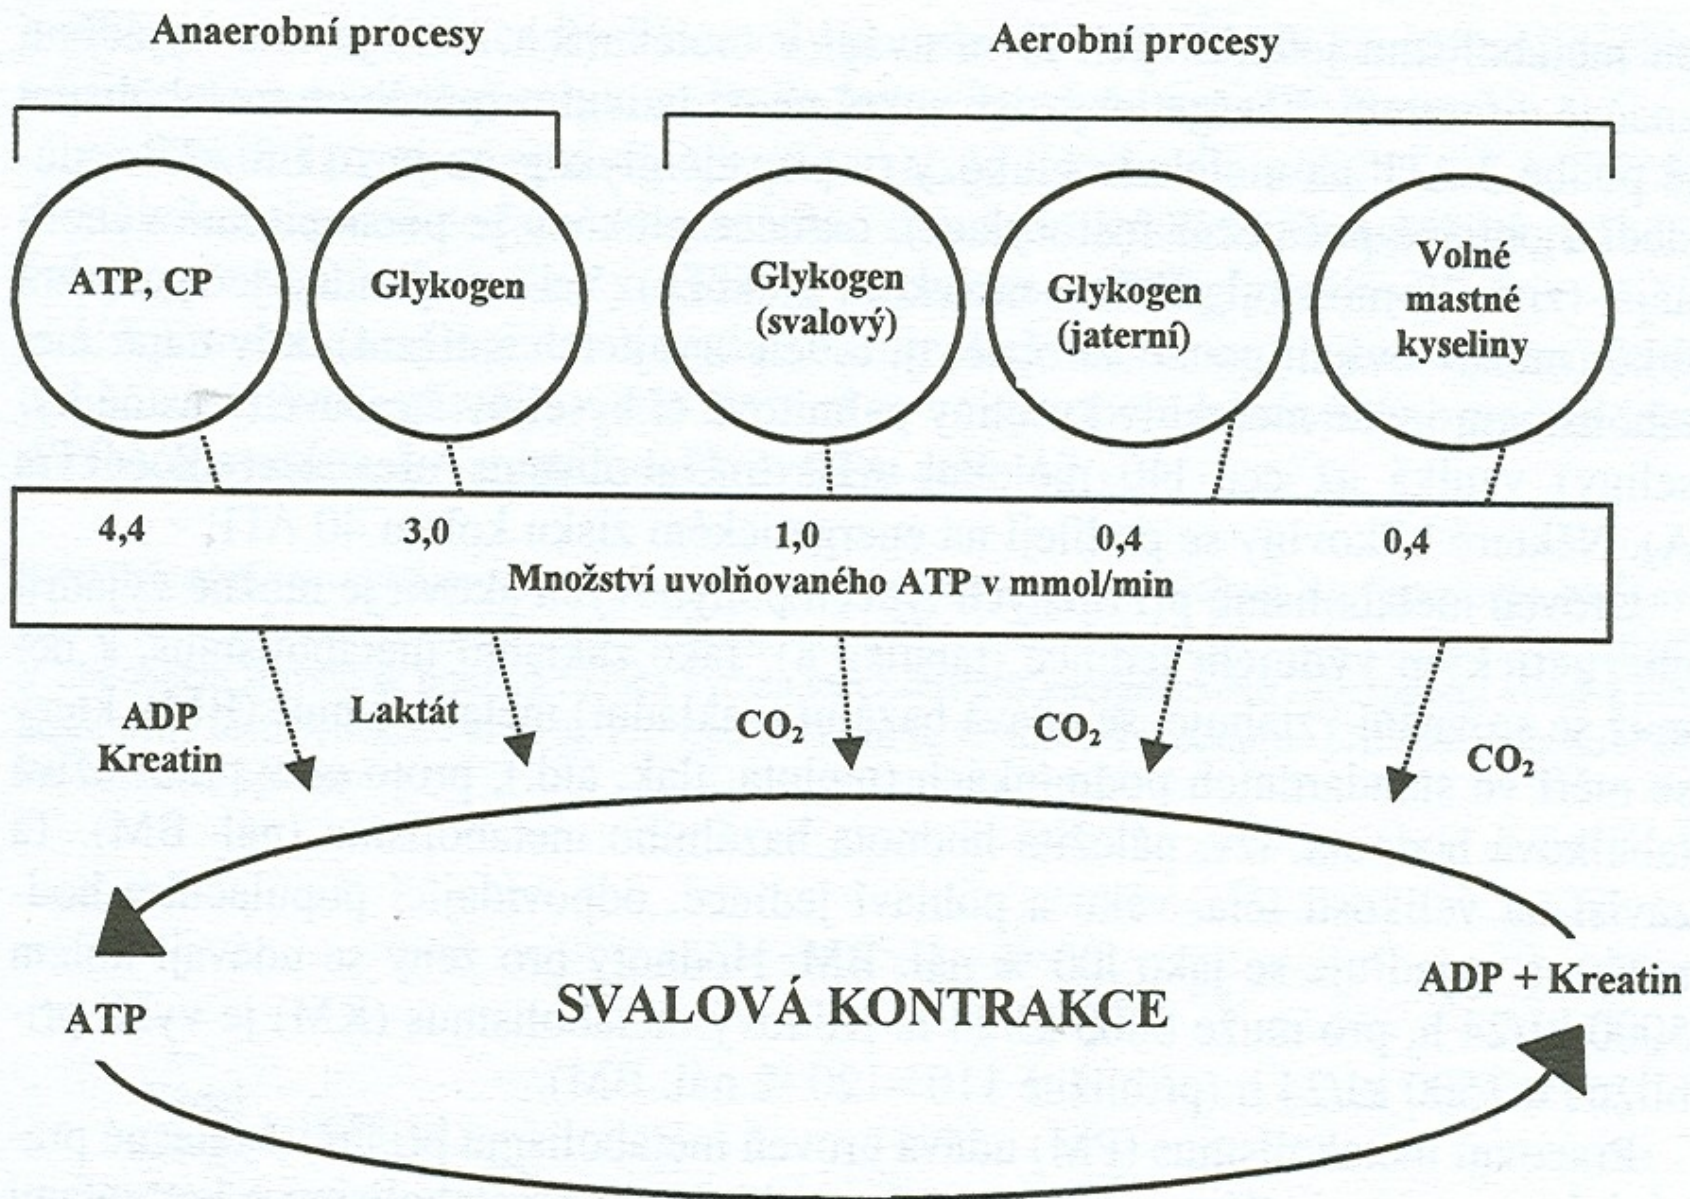 Anaerobní procesy
Aerobní procesy
ATP, CP
Glykogen
Glykogen
(svalový)
Glykogen
(jaterní)
Volné
mastné
kyseliny
4,4
3,0
1,0
0,4
0,4
Množství uvolňovaného ATP v mmol/min
ADP
Kreatin
Laktát
CO₂
CO₂
CO₂
ATP
SVALOVÁ KONTRAKCE
ADP + Kreatin